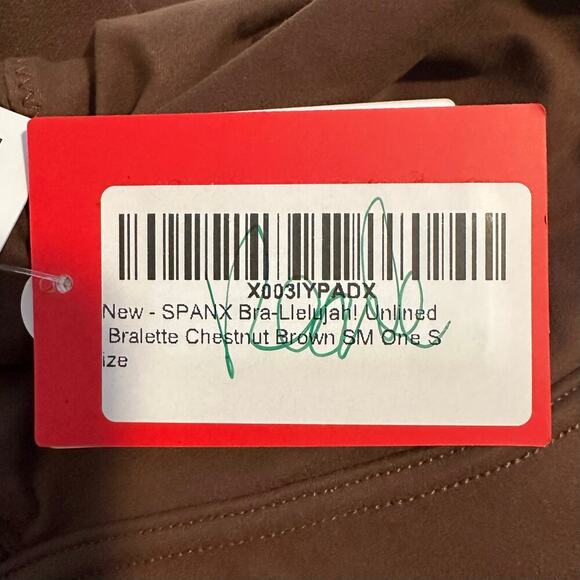 X003IYPADX
New - SPANX Bra-Llelujah! Unlined
Bralette Chestnut Brown SM One S
ize